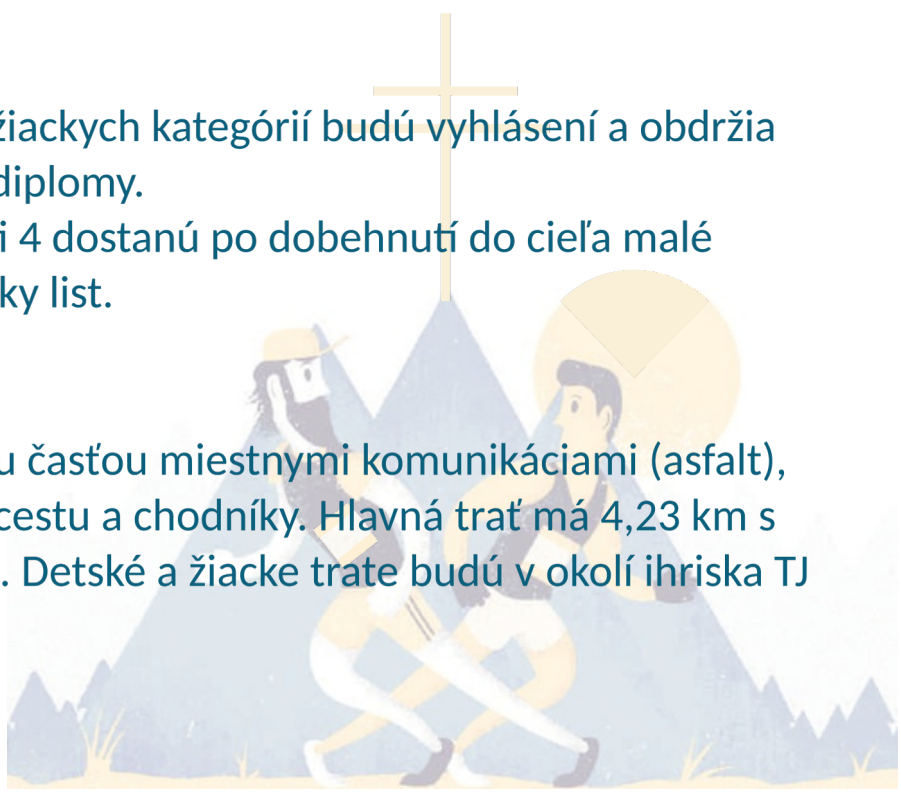 žiackych kategórií budú vyhlásení a obdržia
diplomy.
i 4 dostanú po dobehnutí do cieľa malé
ky list.
u časťou miestnymi komunikáciami (asfalt),
cestu a chodníky. Hlavná trať má 4,23 km s
. Detské a žiacke trate budú v okolí ihriska TJ